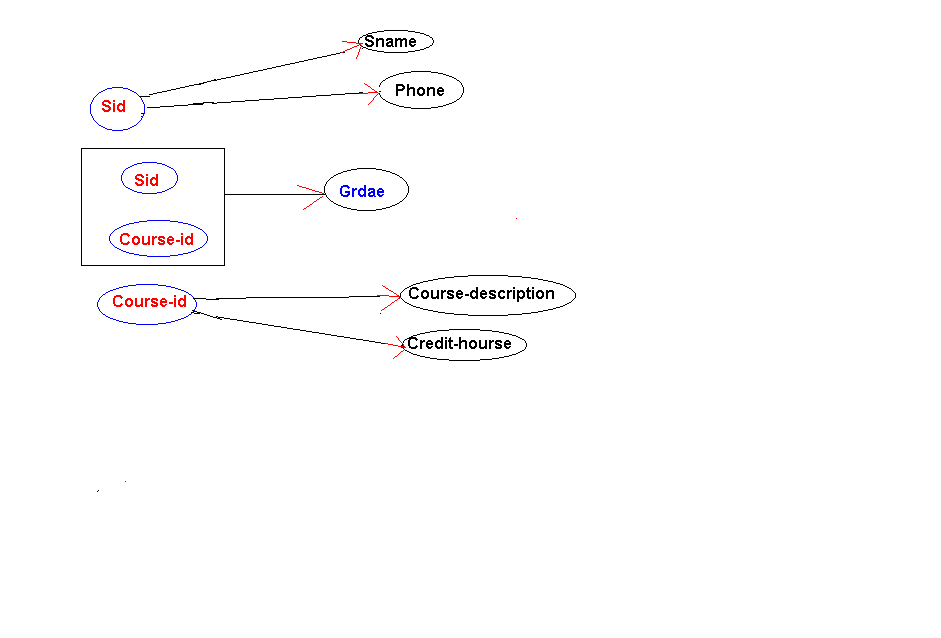 Sname
Phone
Sid
Sid
Grdae
Course-id
Course-id
Course-description
Credit-hourse